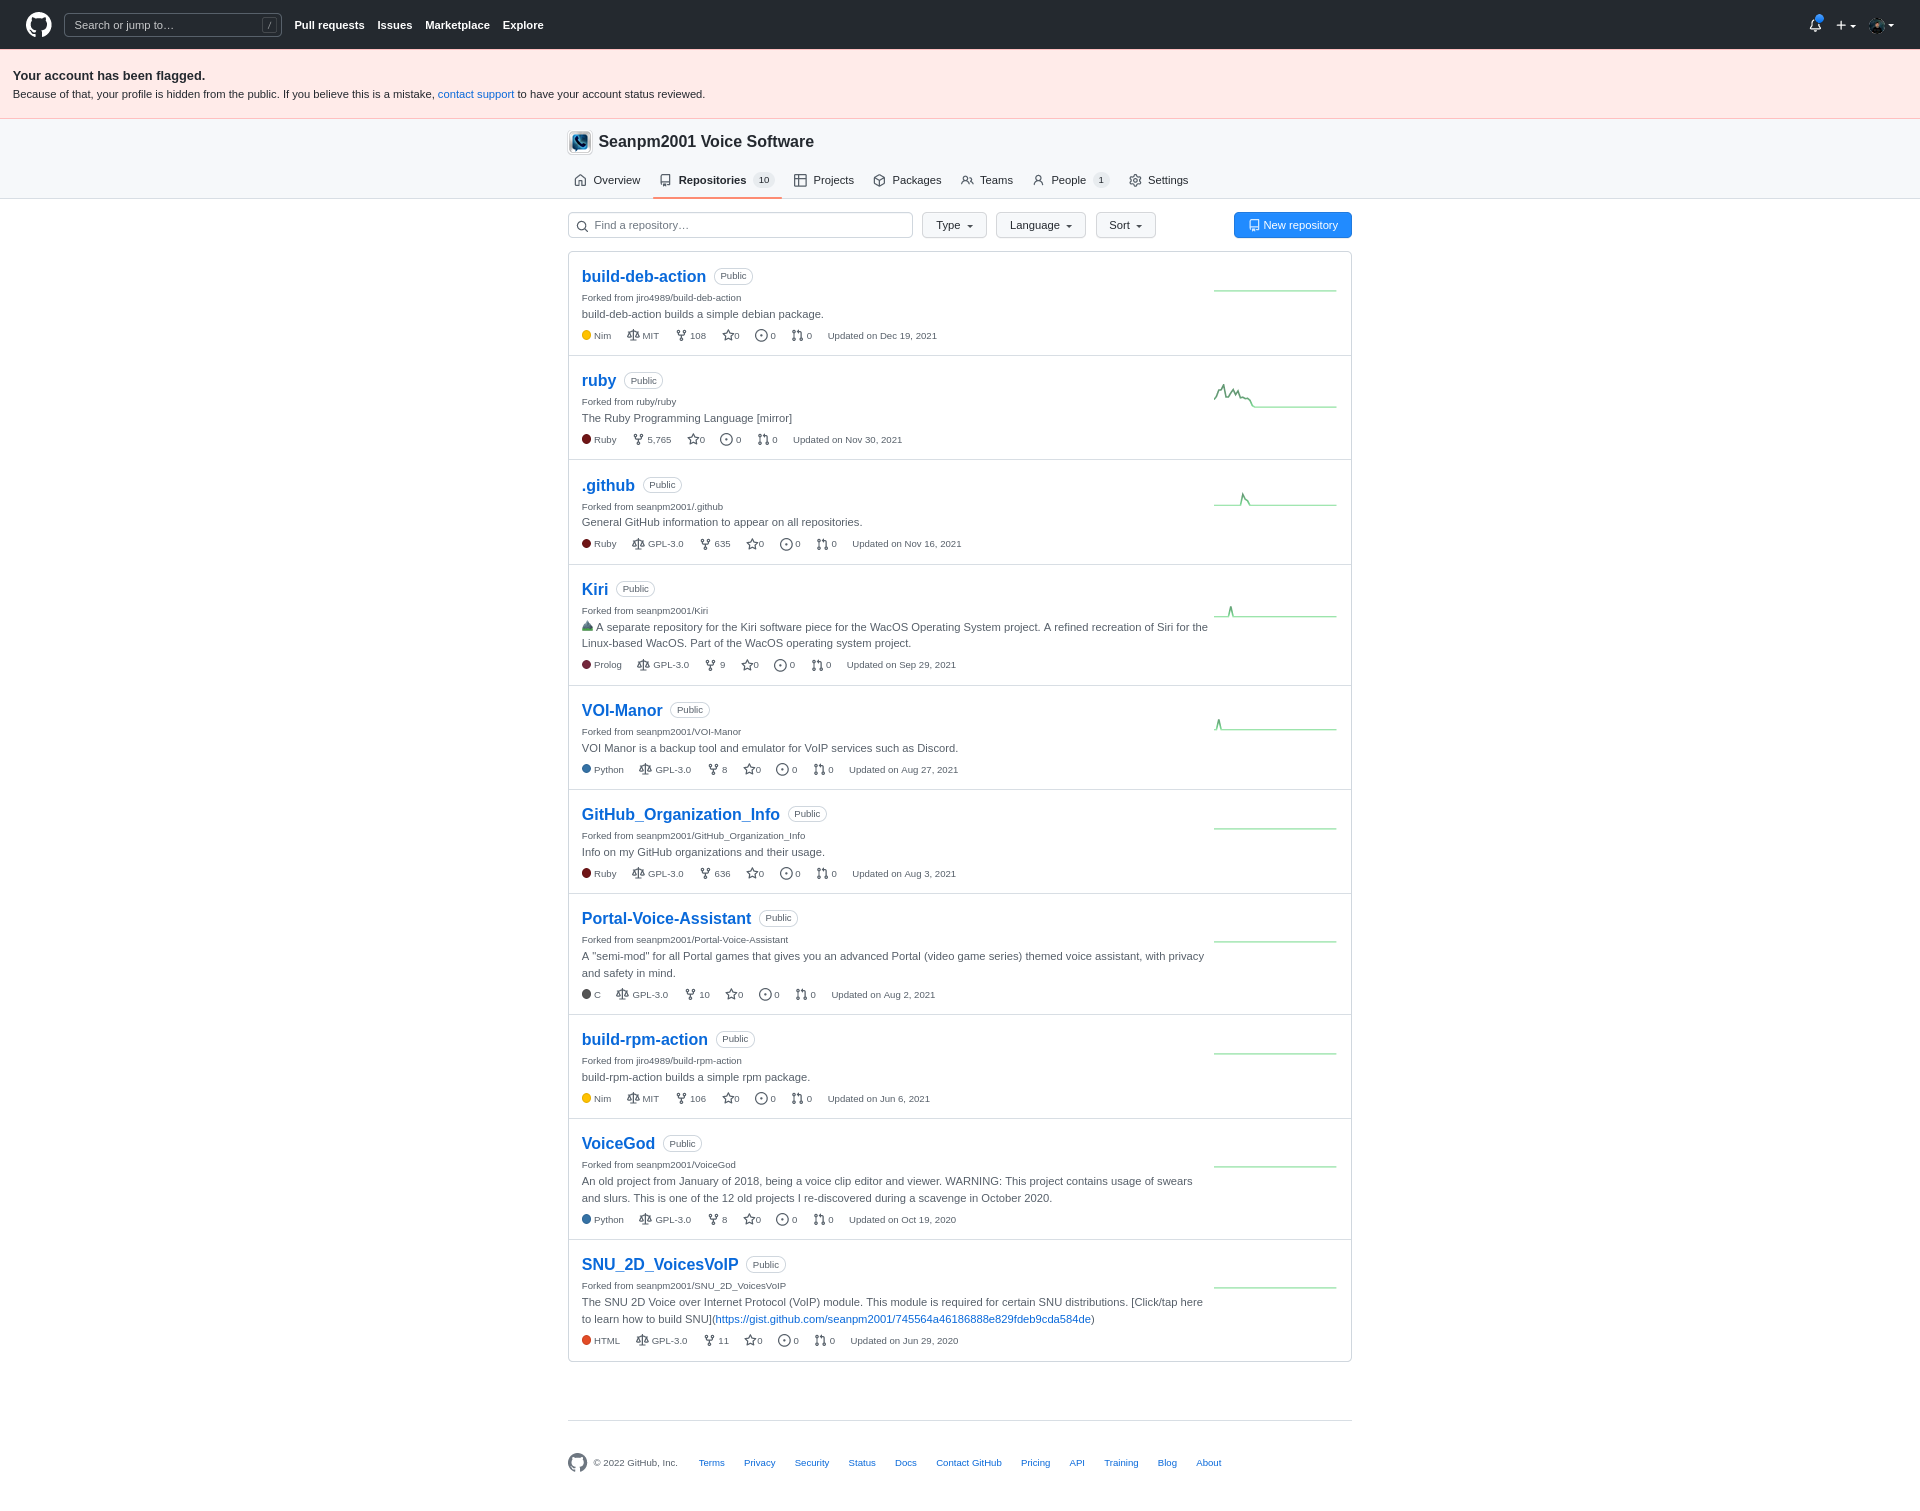 Search or jump to… /
Pull requests Issues Marketplace Explore
Your account has been flagged.
Because of that, your profile is hidden from the public. If you believe this is a mistake, contact support to have your account status reviewed.
Seanpm2001 Voice Software
Overview Repositories 10 Projects Packages Teams People 1 Settings
Find a repository… Type Language Sort New repository
build-deb-action Public
Forked from jiro4989/build-deb-action
build-deb-action builds a simple debian package.
Nim MIT 108 0 0 0 Updated on Dec 19, 2021
ruby Public
Forked from ruby/ruby
The Ruby Programming Language [mirror]
Ruby 5,765 0 0 0 Updated on Nov 30, 2021
.github Public
Forked from seanpm2001/.github
General GitHub information to appear on all repositories.
Ruby GPL-3.0 635 0 0 0 Updated on Nov 16, 2021
Kiri Public
Forked from seanpm2001/Kiri
A separate repository for the Kiri software piece for the WacOS Operating System project. A refined recreation of Siri for the
Linux-based WacOS. Part of the WacOS operating system project.
Prolog GPL-3.0 9 0 0 0 Updated on Sep 29, 2021
VOI-Manor Public
Forked from seanpm2001/VOI-Manor
VOI Manor is a backup tool and emulator for VoIP services such as Discord.
Python GPL-3.0 8 0 0 0 Updated on Aug 27, 2021
GitHub_Organization_Info Public
Forked from seanpm2001/GitHub_Organization_Info
Info on my GitHub organizations and their usage.
Ruby GPL-3.0 636 0 0 0 Updated on Aug 3, 2021
Portal-Voice-Assistant Public
Forked from seanpm2001/Portal-Voice-Assistant
A "semi-mod" for all Portal games that gives you an advanced Portal (video game series) themed voice assistant, with privacy
and safety in mind.
C GPL-3.0 10 0 0 0 Updated on Aug 2, 2021
build-rpm-action Public
Forked from jiro4989/build-rpm-action
build-rpm-action builds a simple rpm package.
Nim MIT 106 0 0 0 Updated on Jun 6, 2021
VoiceGod Public
Forked from seanpm2001/VoiceGod
An old project from January of 2018, being a voice clip editor and viewer. WARNING: This project contains usage of swears
and slurs. This is one of the 12 old projects I re-discovered during a scavenge in October 2020.
Python GPL-3.0 8 0 0 0 Updated on Oct 19, 2020
SNU_2D_VoicesVoIP Public
Forked from seanpm2001/SNU_2D_VoicesVoIP
The SNU 2D Voice over Internet Protocol (VoIP) module. This module is required for certain SNU distributions. [Click/tap here
to learn how to build SNU](https://gist.github.com/seanpm2001/745564a46186888e829fdeb9cda584de)
HTML GPL-3.0 11 0 0 0 Updated on Jun 29, 2020
© 2022 GitHub, Inc. Terms Privacy Security Status Docs Contact GitHub Pricing API Training Blog About